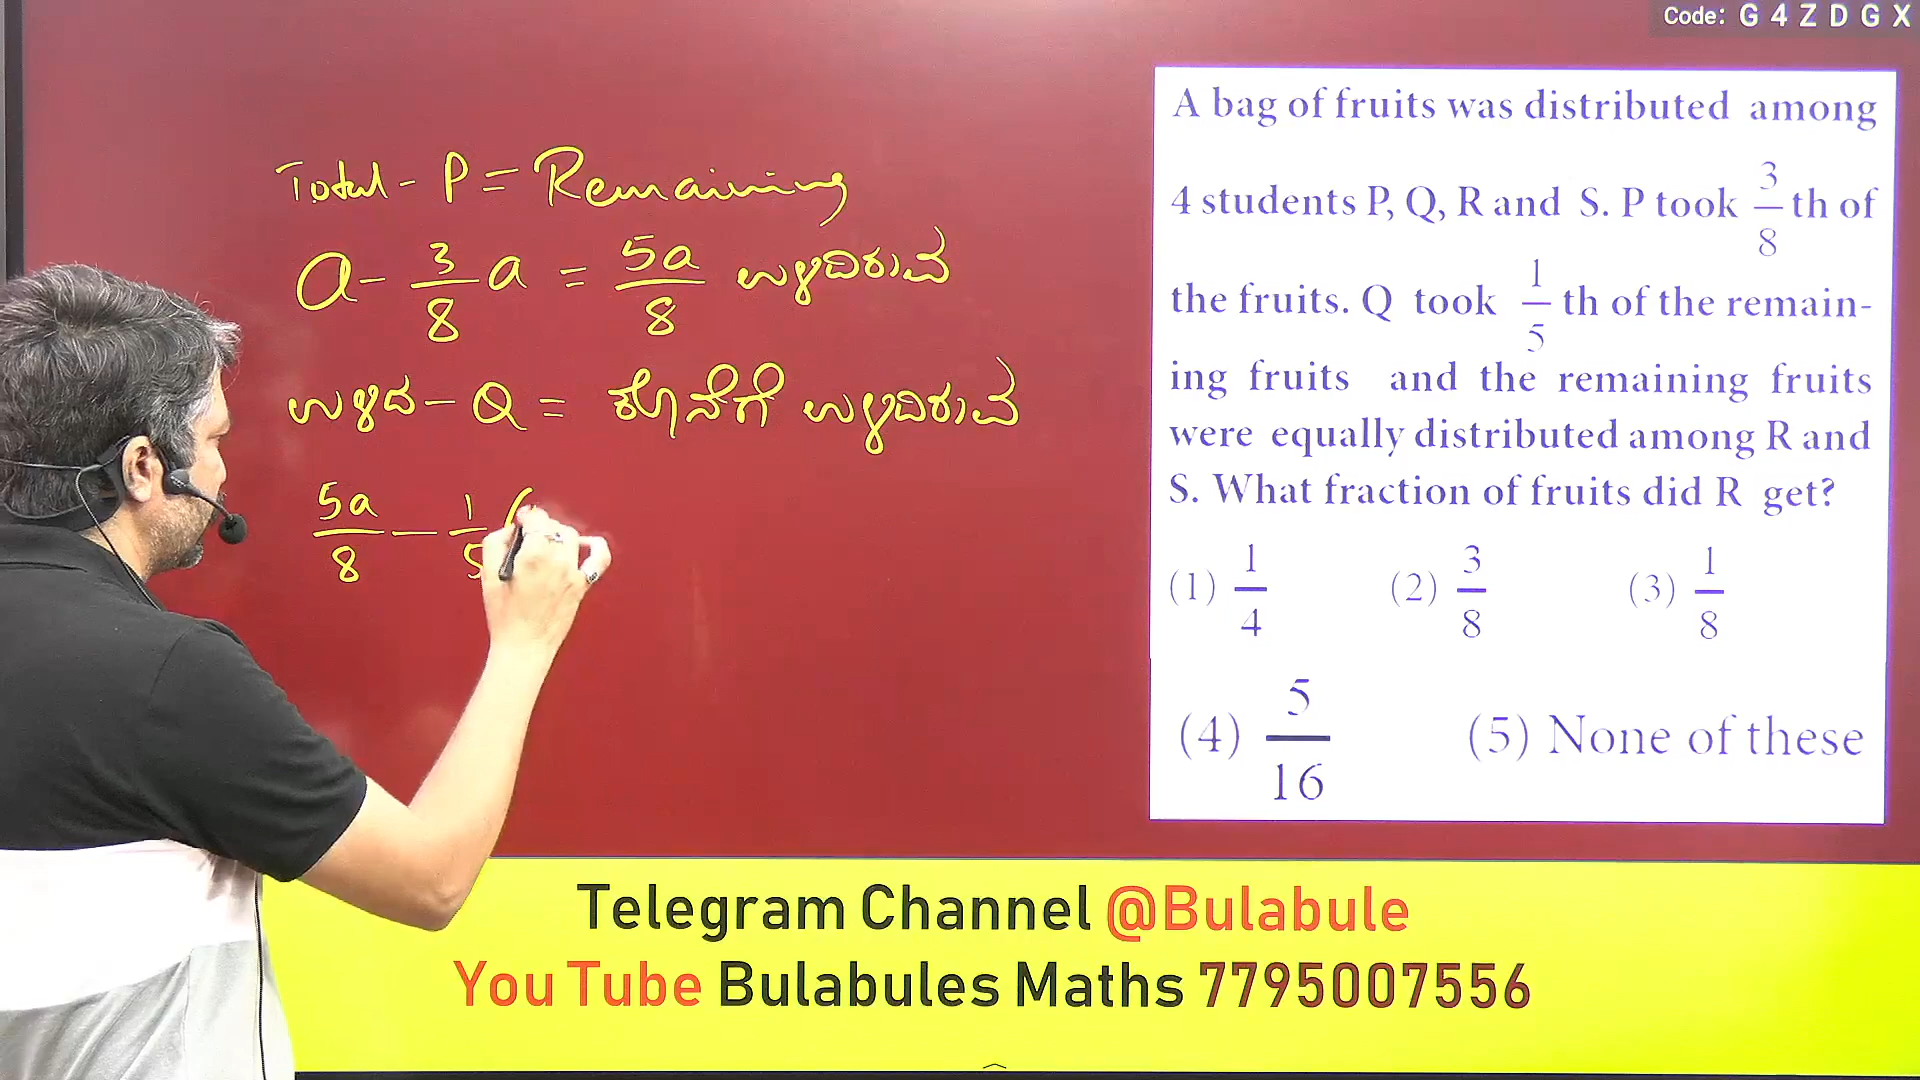 Code: G 4 Z D G X
Total - P = Remaining
a - 3/8 a = 5a/8 ಉಳಿದಿರುವ
ಉಳಿದ - Q = ಕೊನೆಗೆ ಉಳಿದಿರುವ
5a/8 - 1/5 (
A bag of fruits was distributed among
4 students P, Q, R and S. P took 3/8 th of
the fruits. Q took 1/5 th of the remain-
ing fruits and the remaining fruits
were equally distributed among R and
S. What fraction of fruits did R get?
(1) 1/4 (2) 3/8 (3) 1/8
(4) 5/16 (5) None of these
Telegram Channel @Bulabule
You Tube Bulabules Maths 7795007556